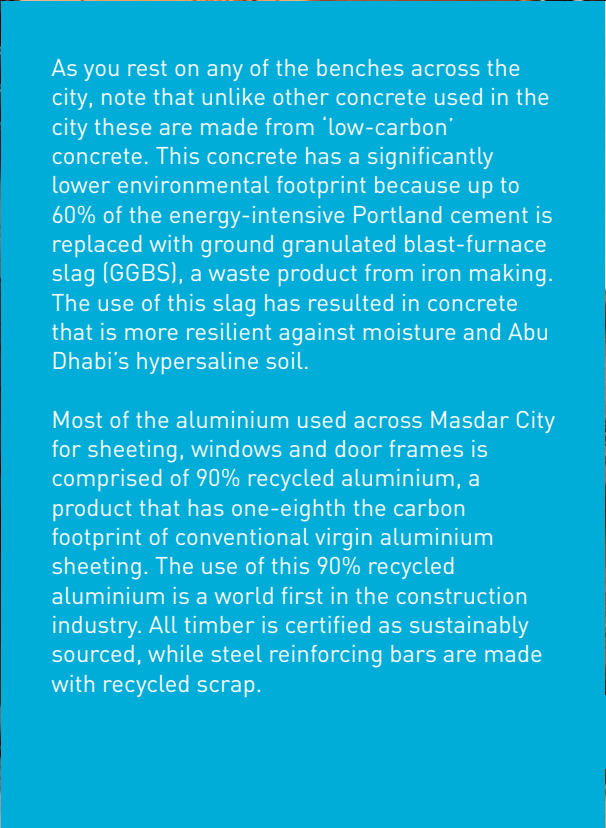 As you rest on any of the benches across the
city, note that unlike other concrete used in the
city these are made from ‘low-carbon’
concrete. This concrete has a significantly
lower environmental footprint because up to
60% of the energy-intensive Portland cement is
replaced with ground granulated blast-furnace
slag (GGBS), a waste product from iron making.
The use of this slag has resulted in concrete
that is more resilient against moisture and Abu
Dhabi’s hypersaline soil.
Most of the aluminium used across Masdar City
for sheeting, windows and door frames is
comprised of 90% recycled aluminium, a
product that has one-eighth the carbon
footprint of conventional virgin aluminium
sheeting. The use of this 90% recycled
aluminium is a world first in the construction
industry. All timber is certified as sustainably
sourced, while steel reinforcing bars are made
with recycled scrap.